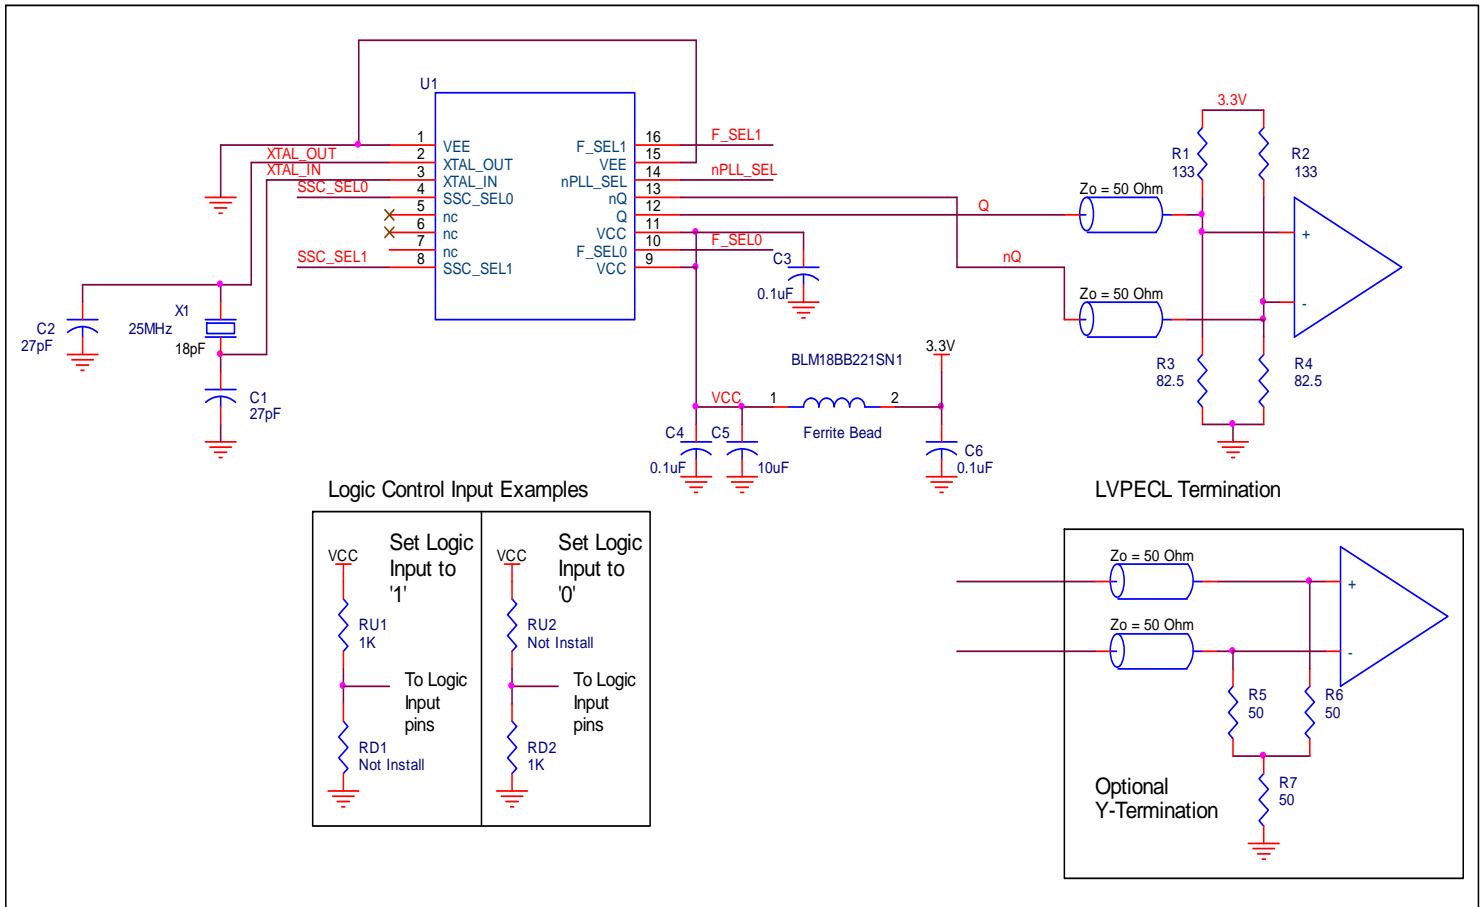 U1
1 VEE
2 XTAL_OUT
3 XTAL_IN
4 SSC_SEL0
5 nc
6 nc
7 nc
8 SSC_SEL1
F_SEL1 16
VEE 15
nPLL_SEL 14
nQ 13
Q 12
VCC 11
F_SEL0 10
VCC 9
XTAL_OUT
XTAL_IN
SSC_SEL0
SSC_SEL1
F_SEL1
nPLL_SEL
F_SEL0
Q
nQ
C2
27pF
X1
25MHz
18pF
C1
27pF
C3
0.1uF
3.3V
BLM18BB221SN1
VCC
1
2
Ferrite Bead
C4
0.1uF
C5
10uF
C6
0.1uF
3.3V
R1
133
R2
133
Zo = 50 Ohm
Zo = 50 Ohm
+
-
R3
82.5
R4
82.5
LVPECL Termination
Logic Control Input Examples
VCC
Set Logic
Input to
'1'
RU1
1K
To Logic
Input
pins
RD1
Not Install
VCC
Set Logic
Input to
'0'
RU2
Not Install
To Logic
Input
pins
RD2
1K
Zo = 50 Ohm
Zo = 50 Ohm
+
-
R5
50
R6
50
R7
50
Optional
Y-Termination